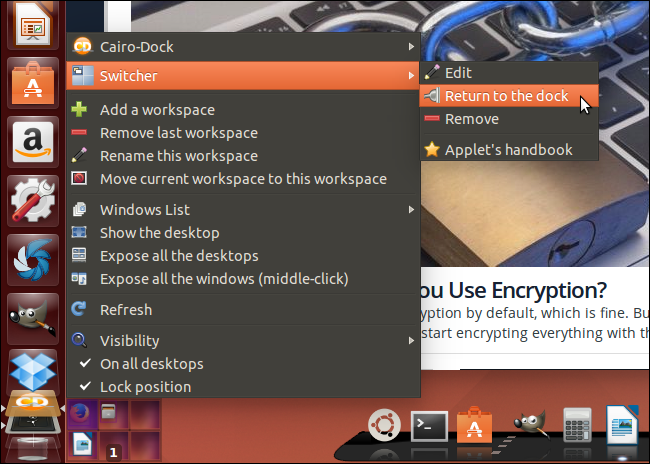 Cairo-Dock
Switcher
Add a workspace
Remove last workspace
Rename this workspace
Move current workspace to this workspace
Windows List
Show the desktop
Expose all the desktops
Expose all the windows (middle-click)
Refresh
Visibility
On all desktops
Lock position
Edit
Return to the dock
Remove
Applet's handbook
ou Use Encryption?
yption by default, which is fine. Bu
start encrypting everything with th
1